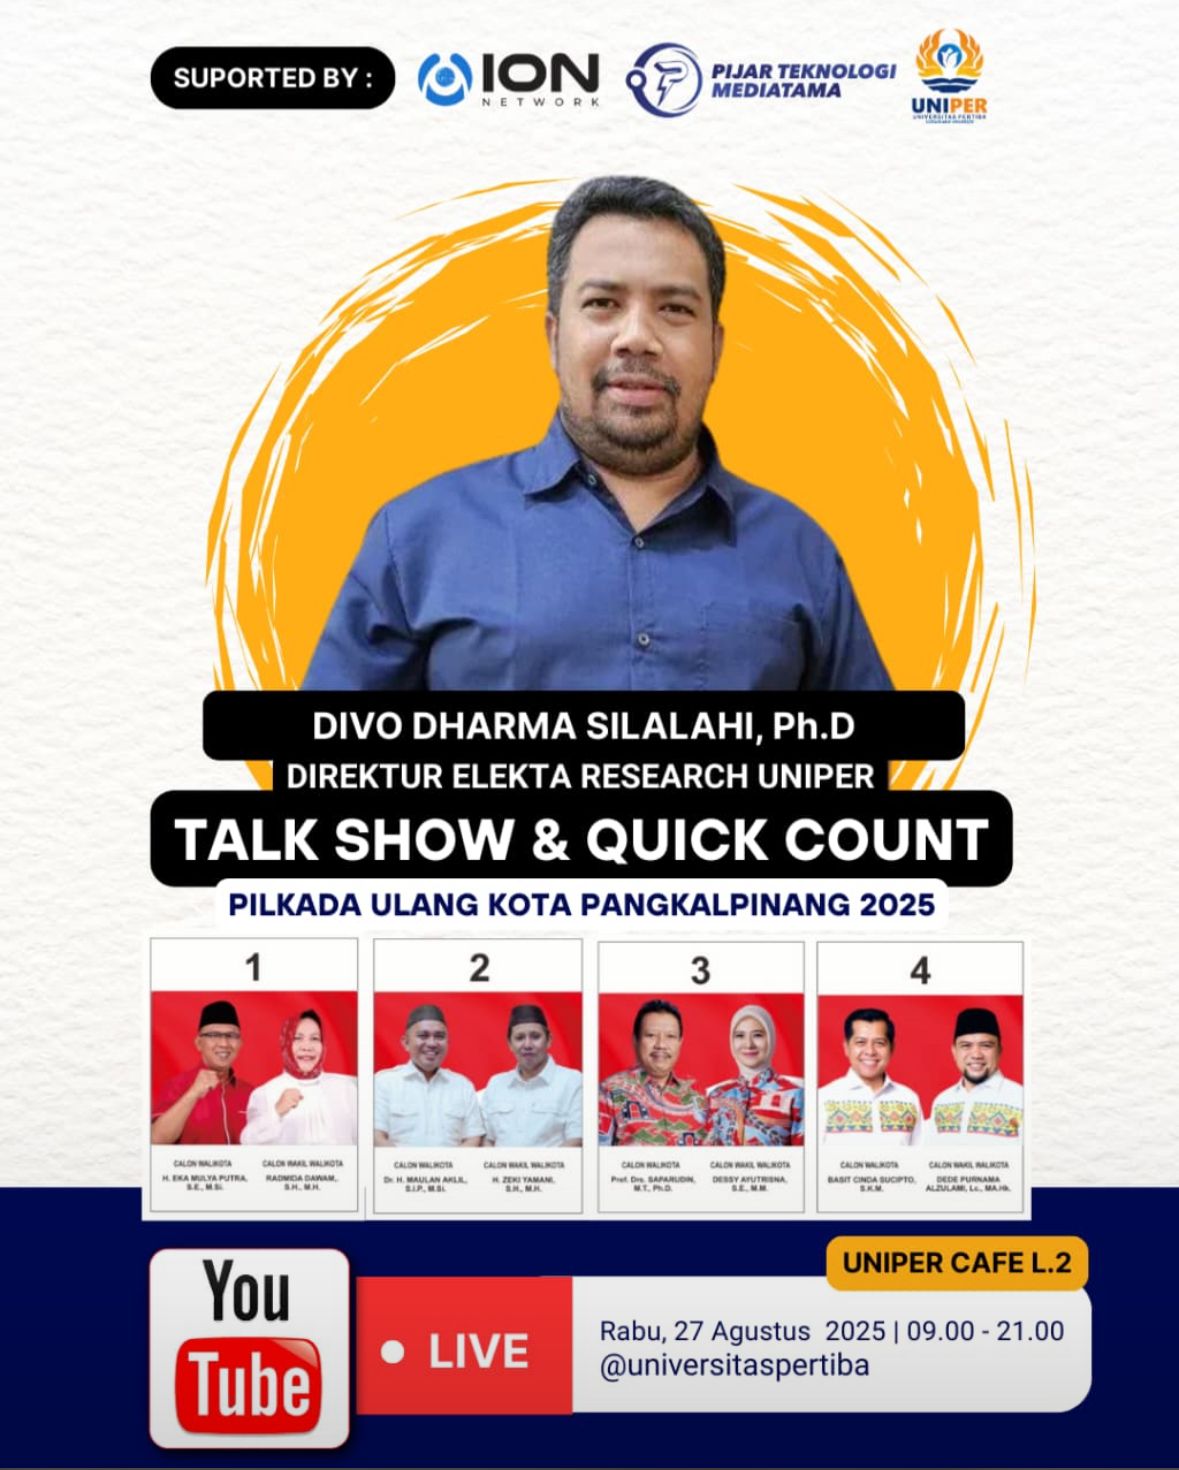 SUPORTED BY :
ION
NETWORK
PIJAR TEKNOLOGI
MEDIATAMA
UNIPER
UNIVERSITAS PERTIBA
DIVO DHARMA SILALAHI, Ph.D
DIREKTUR ELEKTA RESEARCH UNIPER
TALK SHOW & QUICK COUNT
PILKADA ULANG KOTA PANGKALPINANG 2025
1
CALON WALIKOTA
H. EKA MULYA PUTRA,
S.E., M.Si.
CALON WAKIL WALIKOTA
RADMIDA DAWAM,
S.H., M.H.
2
CALON WALIKOTA
Dr. H. MAULAN AKLIL,
S.I.P., M.Si.
CALON WAKIL WALIKOTA
H. ZEKI YAMANI,
S.H., M.H.
3
CALON WALIKOTA
Prof. Drs. SAPARUDIN,
M.T., Ph.D.
CALON WAKIL WALIKOTA
DESSY AYUTRISNA,
S.E., M.M.
4
CALON WALIKOTA
BASIT CINDA SUCIPTO,
S.K.M.
CALON WAKIL WALIKOTA
DEDE PURNAMA
ALZULAMI, Lc., MA.Hk.
You
Tube
LIVE
UNIPER CAFE L.2
Rabu, 27 Agustus 2025 | 09.00 - 21.00
@universitaspertiba